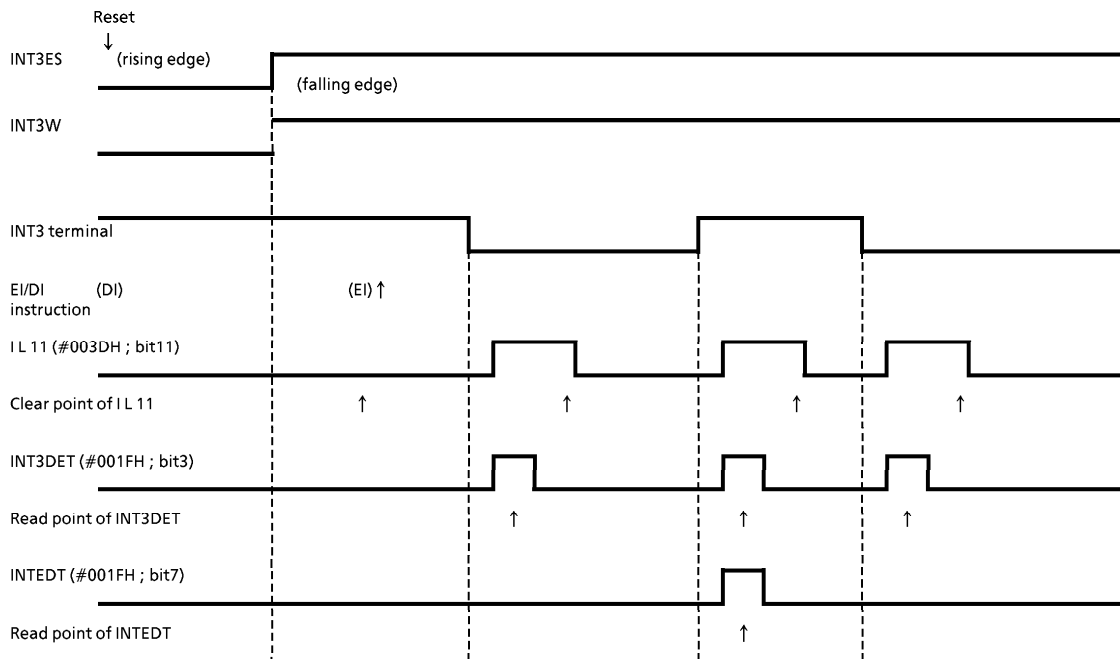 Reset
↓
INT3ES (rising edge)
(falling edge)
INT3W
INT3 terminal
EI/DI (DI) (EI) ↑
instruction
I L 11 (#003DH ; bit11)
Clear point of I L 11 ↑ ↑ ↑ ↑
INT3DET (#001FH ; bit3)
Read point of INT3DET ↑ ↑ ↑
INTEDT (#001FH ; bit7)
Read point of INTEDT ↑